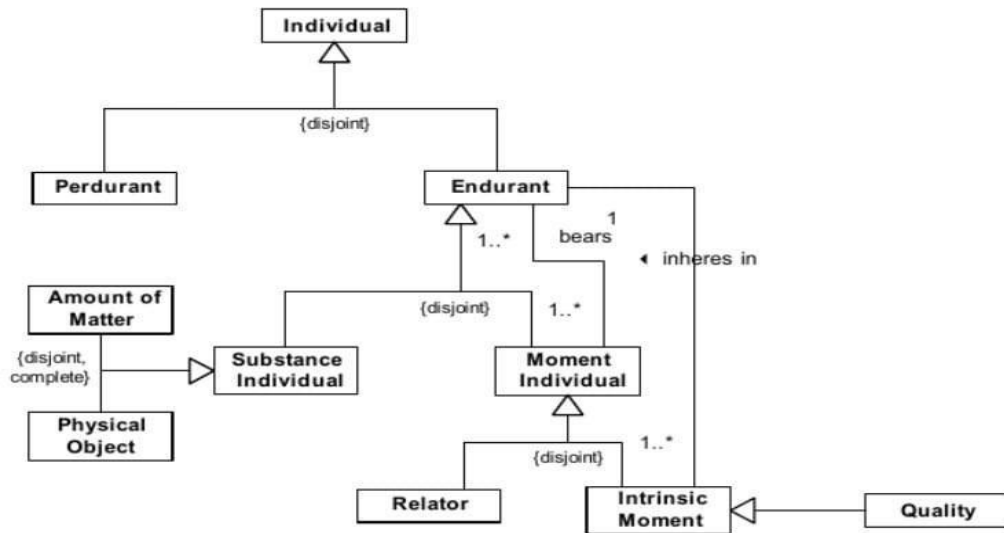 Individual
{disjoint}
Perdurant
Endurant
1
1..*
bears
inheres in
Amount of
Matter
{disjoint}
1..*
{disjoint,
complete}
Substance
Individual
Moment
Individual
Physical
Object
1..*
{disjoint}
Relator
Intrinsic
Moment
Quality